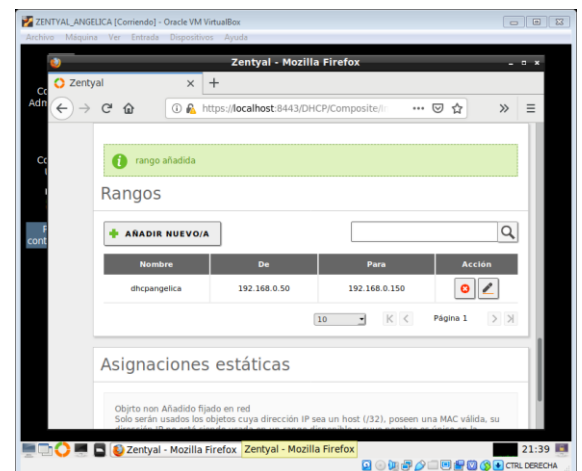 ZENTYAL_ANGELICA [Corriendo] - Oracle VM VirtualBox
Archivo Máquina Ver Entrada Dispositivos Ayuda
Zentyal - Mozilla Firefox
Zentyal
https://localhost:8443/DHCP/Composite/
rango añadida
Rangos
AÑADIR NUEVO/A
Nombre De Para Acción
dhcpangelica 192.168.0.50 192.168.0.150
10 Página 1
Asignaciones estáticas
Objrto non Añadido fijado en red
Solo serán usados los objetos cuya dirección IP sea un host (/32), poseen una MAC válida, su
Zentyal - Mozilla Firefox Zentyal - Mozilla Firefox 21:39
CTRL DERECHA